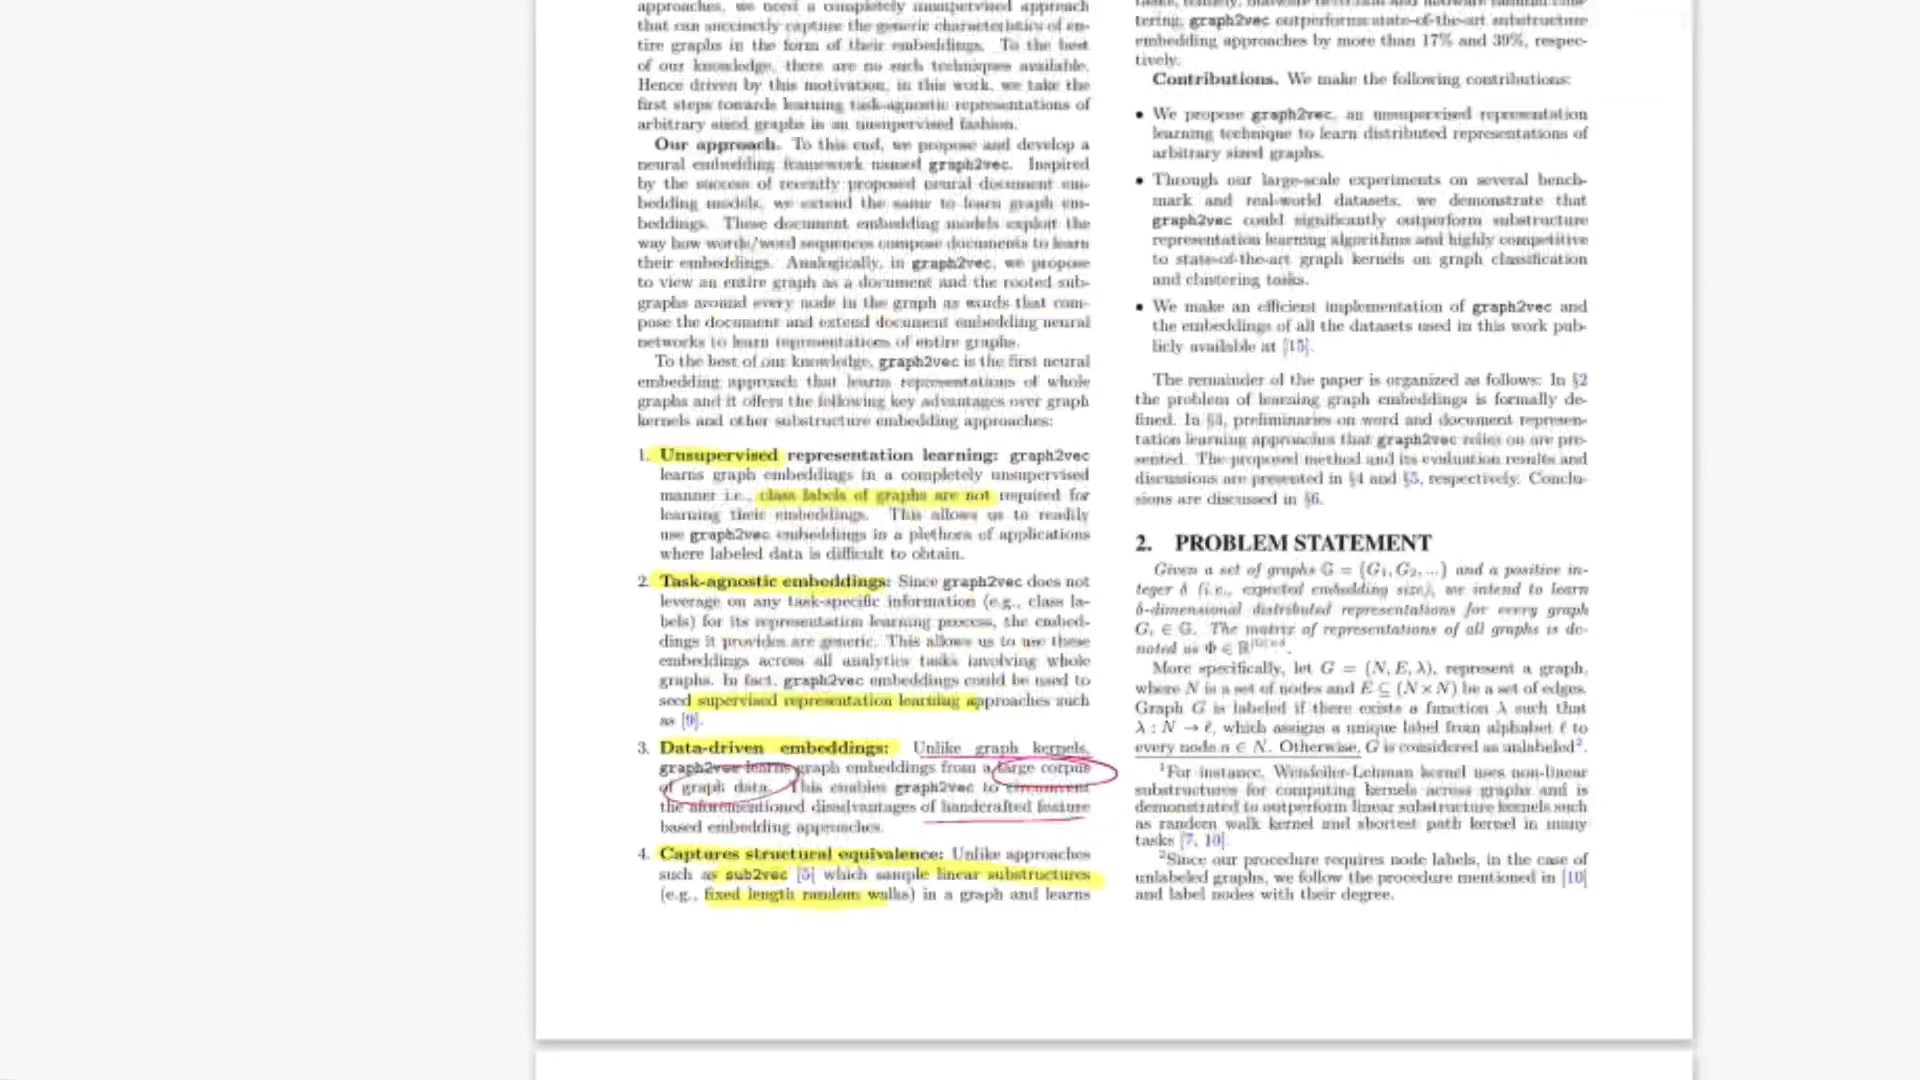 approaches, we need a completely unsupervised approach
that can succinctly capture the generic characteristics of en-
tire graphs in the form of their embeddings. To the best
of our knowledge, there are no such techniques available.
Hence driven by this motivation, in this work, we take the
first steps towards learning task-agnostic representations of
arbitrary sized graphs in an unsupervised fashion.
Our approach. To this end, we propose and develop a
neural embedding framework named graph2vec. Inspired
by the success of recently proposed neural document em-
bedding models, we extend the same to learn graph em-
beddings. These document embedding models exploit the
way how words/word sequences compose documents to learn
their embeddings. Analogically, in graph2vec, we propose
to view an entire graph as a document and the rooted sub-
graphs around every node in the graph as words that com-
pose the document and extend document embedding neural
networks to learn representations of entire graphs.
To the best of our knowledge, graph2vec is the first neural
embedding approach that learns representations of whole
graphs and it offers the following key advantages over graph
kernels and other substructure embedding approaches:
1. Unsupervised representation learning: graph2vec
learns graph embeddings in a completely unsupervised
manner i.e., class labels of graphs are not required for
learning their embeddings. This allows us to readily
use graph2vec embeddings in a plethora of applications
where labeled data is difficult to obtain.
2. Task-agnostic embeddings: Since graph2vec does not
leverage on any task-specific information (e.g., class la-
bels) for its representation learning process, the embed-
dings it provides are generic. This allows us to use these
embeddings across all analytics tasks involving whole
graphs. In fact, graph2vec embeddings could be used to
seed supervised representation learning approaches such
as [9].
3. Data-driven embeddings: Unlike graph kernels,
graph2vec learns graph embeddings from a large corpus
of graph data. This enables graph2vec to circumvent
the aforementioned disadvantages of handcrafted feature
based embedding approaches.
4. Captures structural equivalence: Unlike approaches
such as sub2vec [5] which sample linear substructures
(e.g., fixed length random walks) in a graph and learns
tering, graph2vec outperforms state-of-the-art substructure
embedding approaches by more than 17% and 39%, respec-
tively.
Contributions. We make the following contributions:
• We propose graph2vec, an unsupervised representation
learning technique to learn distributed representations of
arbitrary sized graphs.
• Through our large-scale experiments on several bench-
mark and real-world datasets, we demonstrate that
graph2vec could significantly outperform substructure
representation learning algorithms and highly competitive
to state-of-the-art graph kernels on graph classification
and clustering tasks.
• We make an efficient implementation of graph2vec and
the embeddings of all the datasets used in this work pub-
licly available at [15].
The remainder of the paper is organized as follows: In §2
the problem of learning graph embeddings is formally de-
fined. In §3, preliminaries on word and document represen-
tation learning approaches that graph2vec relies on are pre-
sented. The proposed method and its evaluation results and
discussions are presented in §4 and §5, respectively. Conclu-
sions are discussed in §6.
2. PROBLEM STATEMENT
Given a set of graphs 𝔾 = {G₁, G₂, ...} and a positive in-
teger δ (i.e., expected embedding size), we intend to learn
δ-dimensional distributed representations for every graph
Gᵢ ∈ 𝔾. The matrix of representations of all graphs is de-
noted as Φ ∈
More specifically, let G = (N, E, λ), represent a graph,
where N is a set of nodes and E ⊆ (N × N) be a set of edges.
Graph G is labeled if there exists a function λ such that
λ : N → ℓ, which assigns a unique label from alphabet ℓ to
every node n ∈ N. Otherwise, G is considered as unlabeled².
¹For instance, Weisfeiler-Lehman kernel uses non-linear
substructures for computing kernels across graphs and is
demonstrated to outperform linear substructure kernels such
as random walk kernel and shortest path kernel in many
tasks [7, 10].
²Since our procedure requires node labels, in the case of
unlabeled graphs, we follow the procedure mentioned in [10]
and label nodes with their degree.